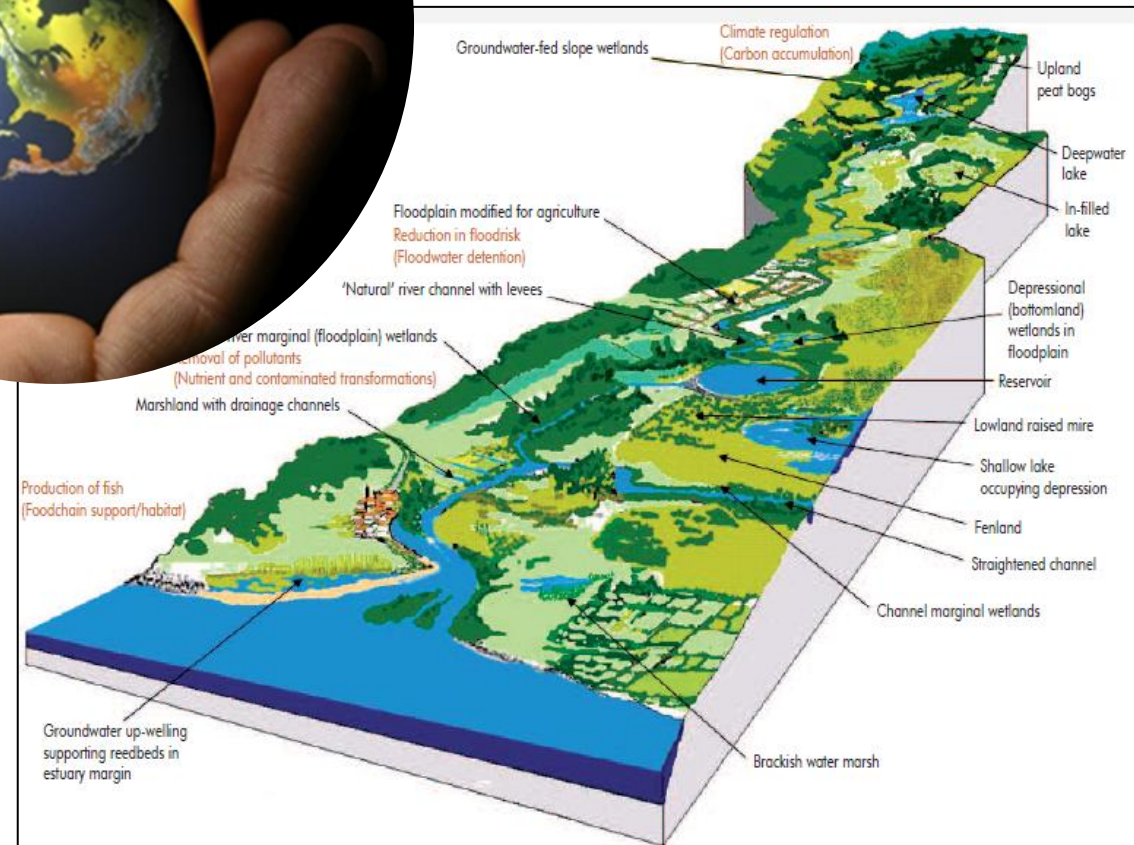 Climate regulation
(Carbon accumulation)
Groundwater-fed slope wetlands
Upland
peat bogs
Deepwater
lake
In-filled
lake
Floodplain modified for agriculture
Reduction in floodrisk
(Floodwater detention)
'Natural' river channel with levees
Depressional
(bottomland)
wetlands in
floodplain
marginal (floodplain) wetlands
of pollutants
(Nutrient and contaminated transformations)
Reservoir
Marshland with drainage channels
Lowland raised mire
Shallow lake
occupying depression
Production of fish
(Foodchain support/habitat)
Fenland
Straightened channel
Channel marginal wetlands
Groundwater up-welling
supporting reedbeds in
estuary margin
Brackish water marsh